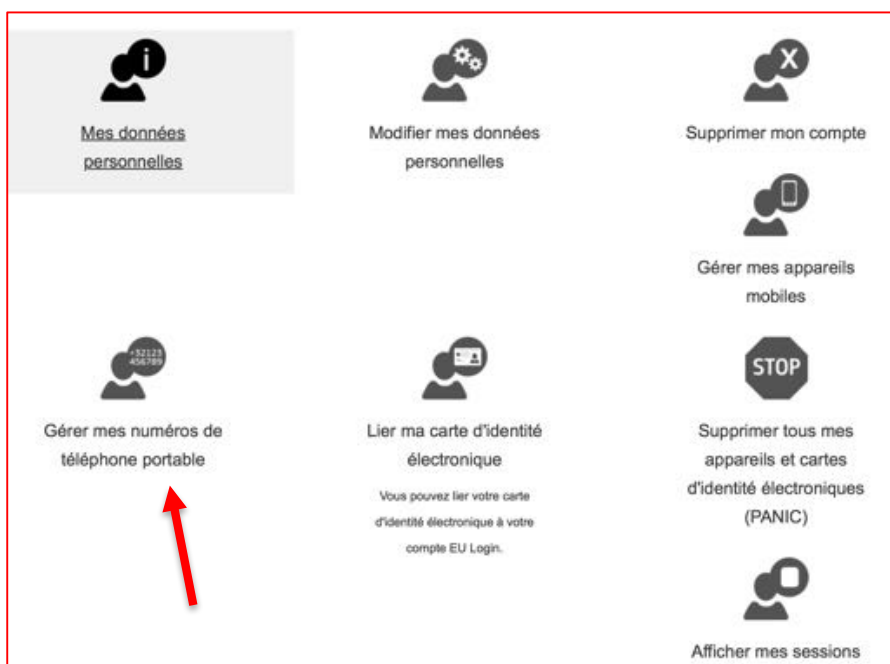 i
Mes données
personnelles
Modifier mes données
personnelles
X
Supprimer mon compte
Gérer mes appareils
mobiles
+32123
456789
Gérer mes numéros de
téléphone portable
Lier ma carte d'identité
électronique
Vous pouvez lier votre carte
d'identité électronique à votre
compte EU Login.
STOP
Supprimer tous mes
appareils et cartes
d'identité électroniques
(PANIC)
Afficher mes sessions